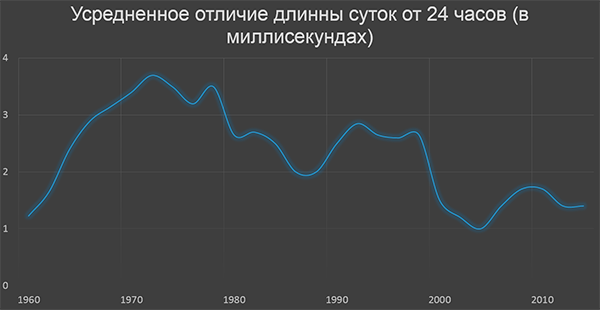 Усредненное отличие длинны суток от 24 часов (в
миллисекундах)
4
3
2
1
0
1960 1970 1980 1990 2000 2010